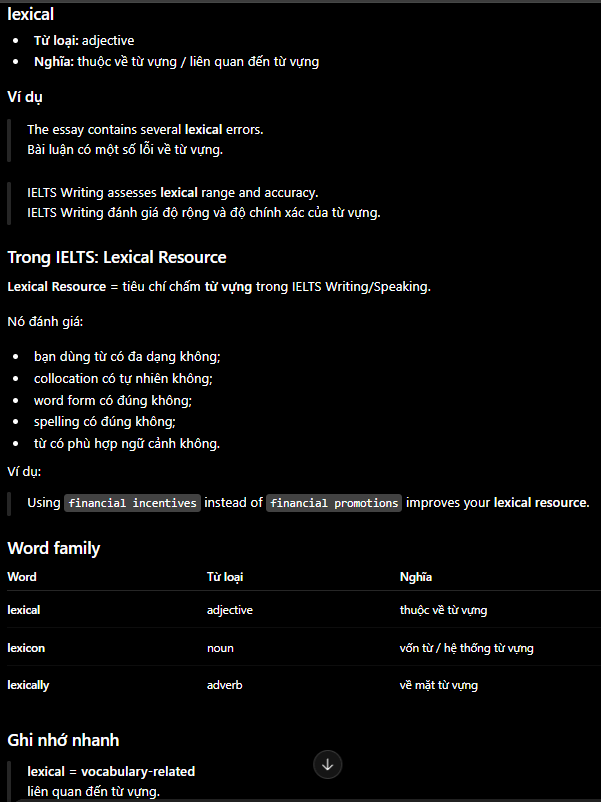 lexical
• Từ loại: adjective
• Nghĩa: thuộc về từ vựng / liên quan đến từ vựng
Ví dụ
The essay contains several lexical errors.
Bài luận có một số lỗi về từ vựng.
IELTS Writing assesses lexical range and accuracy.
IELTS Writing đánh giá độ rộng và độ chính xác của từ vựng.
Trong IELTS: Lexical Resource
Lexical Resource = tiêu chí chấm từ vựng trong IELTS Writing/Speaking.
Nó đánh giá:
• bạn dùng từ có đa dạng không;
• collocation có tự nhiên không;
• word form có đúng không;
• spelling có đúng không;
• từ có phù hợp ngữ cảnh không.
Ví dụ:
Using financial incentives instead of financial promotions improves your lexical resource.
Word family
Word Từ loại Nghĩa
lexical adjective thuộc về từ vựng
lexicon noun vốn từ / hệ thống từ vựng
lexically adverb về mặt từ vựng
Ghi nhớ nhanh
lexical = vocabulary-related
liên quan đến từ vựng.